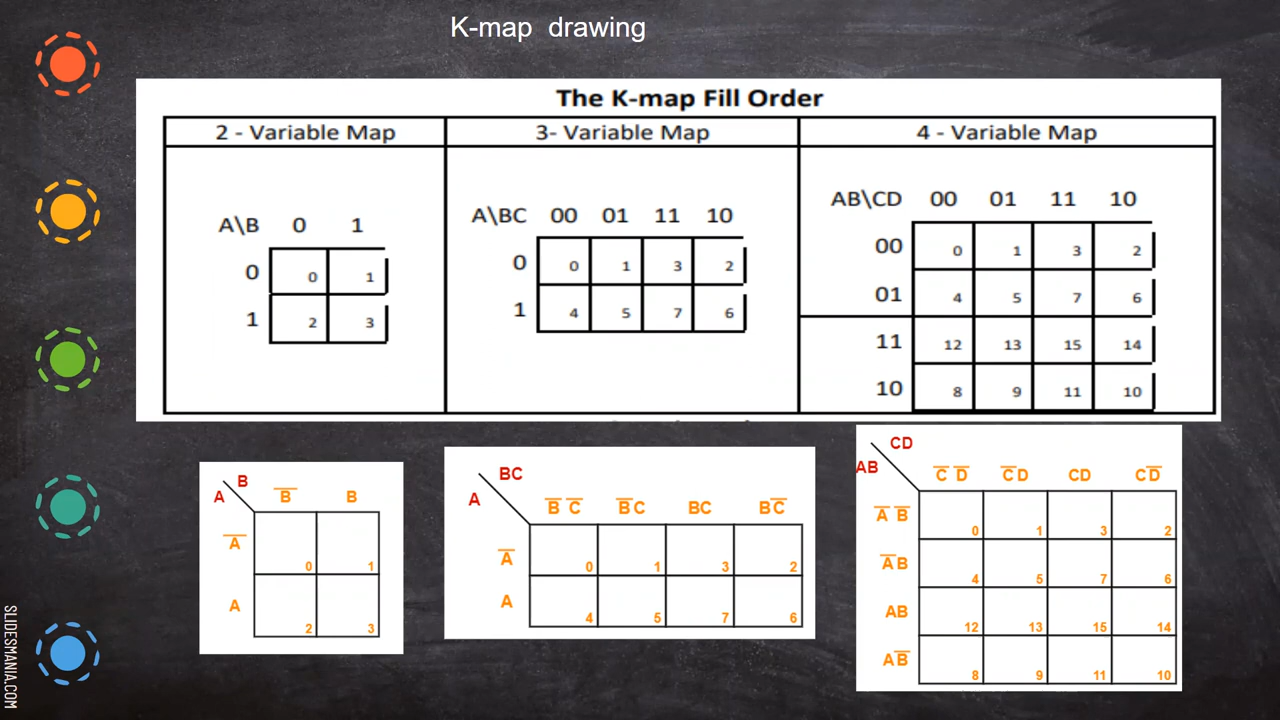 K-map drawing
The K-map Fill Order
2 - Variable Map
3- Variable Map
4 - Variable Map
A\B 0 1
0 0 1
1 2 3
A\BC 00 01 11 10
0 0 1 3 2
1 4 5 7 6
AB\CD 00 01 11 10
00 0 1 3 2
01 4 5 7 6
11 12 13 15 14
10 8 9 11 10
B
A
B̅ B
A̅ 0 1
A 2 3
BC
A
B̅ C̅ B̅ C BC B C̅
A̅ 0 1 3 2
A 4 5 7 6
CD
AB
C̅ D̅ C̅ D CD C D̅
A̅ B̅ 0 1 3 2
A̅ B 4 5 7 6
AB 12 13 15 14
A B̅ 8 9 11 10
SLIDESMANIA.COM